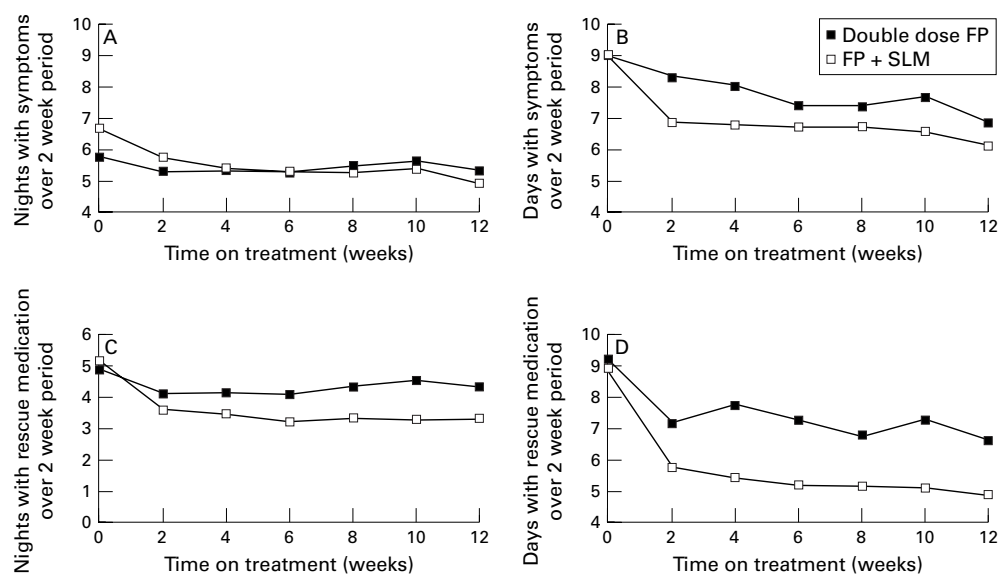 10
9
8
7
6
5
4
A
Nights with symptoms
over 2 week period
0 2 4 6 8 10 12
Time on treatment (weeks)
10
9
8
7
6
5
4
B
Days with symptoms
over 2 week period
Double dose FP
FP + SLM
0 2 4 6 8 10 12
Time on treatment (weeks)
6
5
4
3
2
1
0
C
Nights with rescue medication
over 2 week period
0 2 4 6 8 10 12
Time on treatment (weeks)
10
9
8
7
6
5
4
D
Days with rescue medication
over 2 week period
0 2 4 6 8 10 12
Time on treatment (weeks)